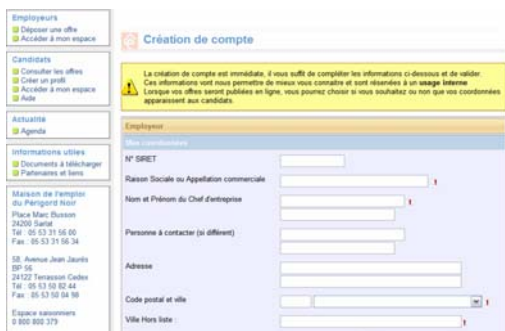 Employeurs
Déposer une offre
Accéder à mon espace
Candidats
Consulter les offres
Créer un profil
Accéder à mon espace
Aide
Actualité
Agenda
Informations utiles
Documents à télécharger
Partenaires et liens
Maison de l'emploi
du Périgord Noir
Place Marc Busson
24200 Sarlat
Tél : 05 53 31 56 00
Fax : 05 53 31 56 34
58, Avenue Jean Jaurès
BP 56
24122 Terrasson Cedex
Tél : 05 53 50 82 44
Fax : 05 53 50 04 98
Espace saisonniers
0 800 800 379
Création de compte
La création de compte est immédiate, il vous suffit de compléter les informations ci-dessous et de valider.
Ces informations vont nous permettre de mieux vous connaitre et sont réservées à un usage interne
Lorsque vos offres seront publiées en ligne, vous pourrez choisir si vous souhaitez ou non que vos coordonnées
apparaissent aux candidats.
Employeur
Mes coordonnées
N° SIRET
Raison Sociale ou Appellation commerciale
!
Nom et Prénom du Chef d'entreprise
!
Personne à contacter (si différent)
Adresse
Code postal et ville
!
Ville Hors liste :
!